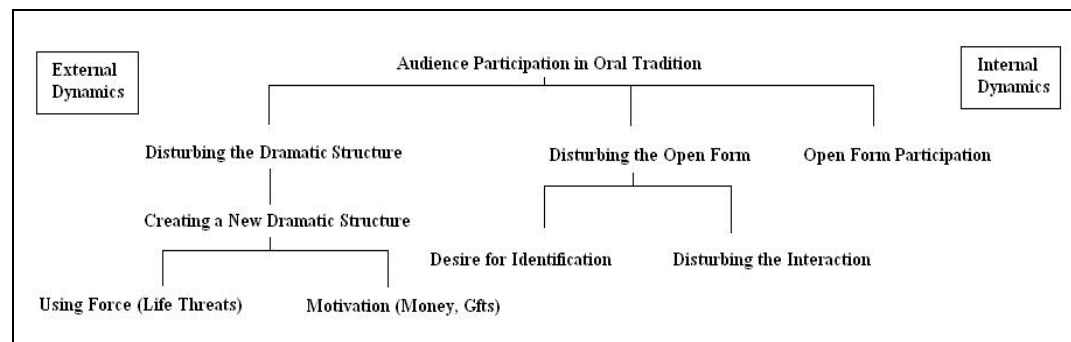 External
Dynamics
Audience Participation in Oral Tradition
Internal
Dynamics
Disturbing the Dramatic Structure
Disturbing the Open Form
Open Form Participation
Creating a New Dramatic Structure
Desire for Identification
Disturbing the Interaction
Using Force (Life Threats)
Motivation (Money, Gfts)